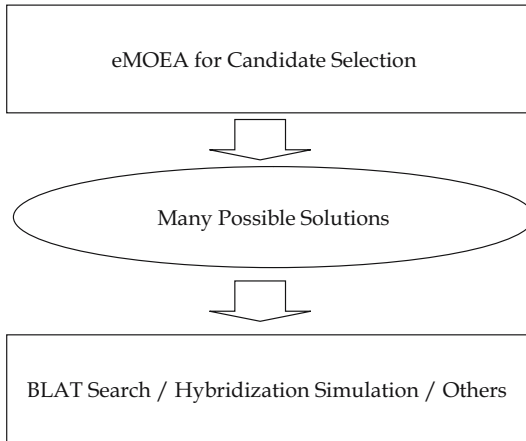 eMOEA for Candidate Selection
Many Possible Solutions
BLAT Search / Hybridization Simulation / Others